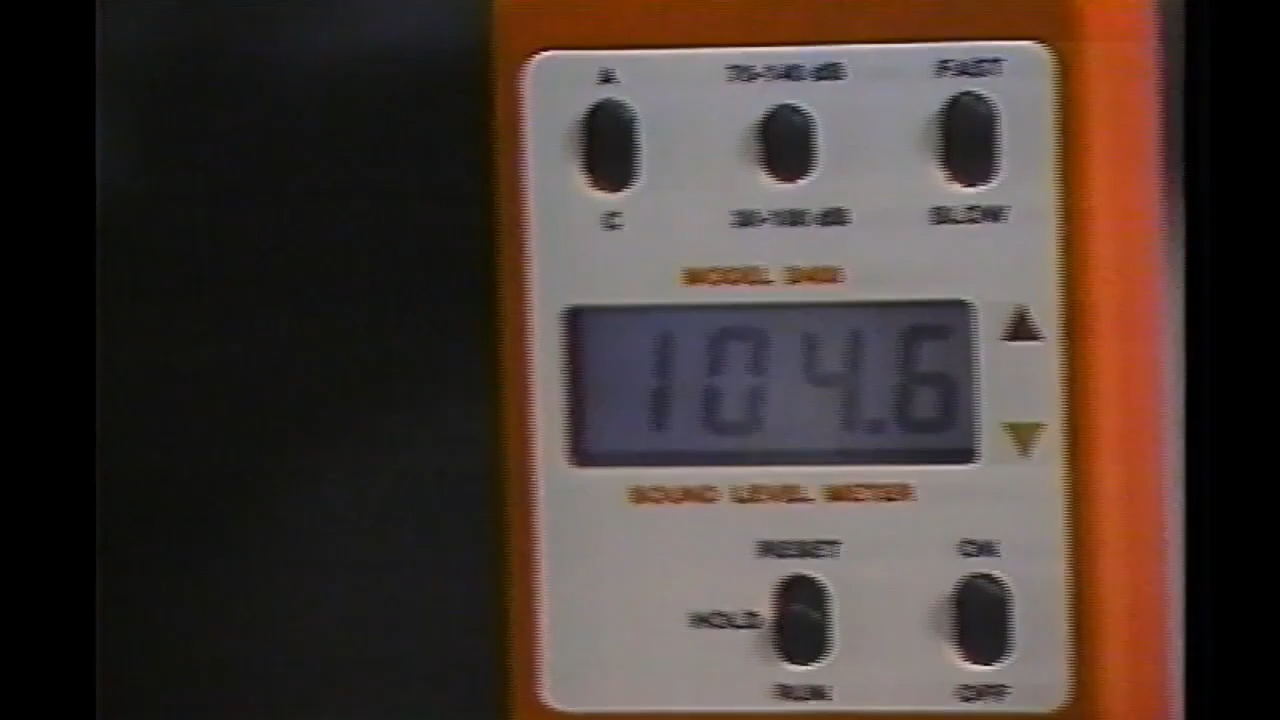 A 70-140 dB FAST
C 30-100 dB SLOW
MODEL
104.6
SOUND LEVEL METER
RESET ON
HOLD
RUN OFF